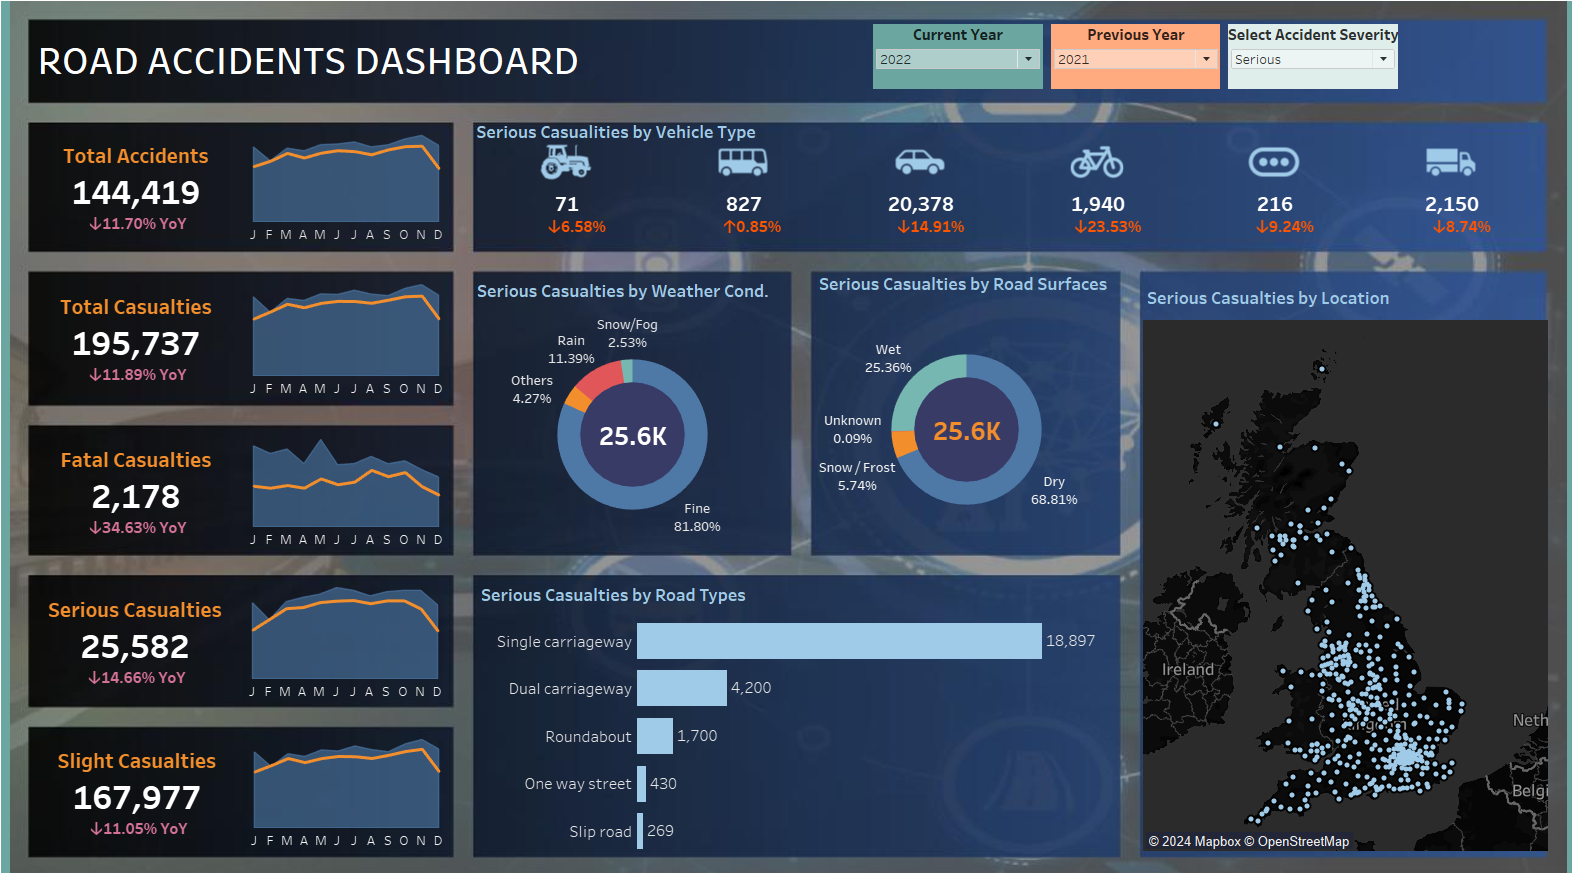 ROAD ACCIDENTS DASHBOARD
Current Year
2022
Previous Year
2021
Select Accident Severity
Serious
Total Accidents
144,419
↓11.70% YoY
J F M A M J J A S O N D
Total Casualties
195,737
↓11.89% YoY
J F M A M J J A S O N D
Fatal Casualties
2,178
↓34.63% YoY
J F M A M J J A S O N D
Serious Casualties
25,582
↓14.66% YoY
J F M A M J J A S O N D
Slight Casualties
167,977
↓11.05% YoY
J F M A M J J A S O N D
Serious Casualities by Vehicle Type
71 827 20,378 1,940 216 2,150
↓6.58% ↑0.85% ↓14.91% ↓23.53% ↓9.24% ↓8.74%
Serious Casualties by Weather Cond.
Snow/Fog
2.53%
Rain
11.39%
Others
4.27%
25.6K
Fine
81.80%
Serious Casualties by Road Surfaces
Wet
25.36%
Unknown
0.09%
Snow / Frost
5.74%
25.6K
Dry
68.81%
Serious Casualties by Road Types
Single carriageway 18,897
Dual carriageway 4,200
Roundabout 1,700
One way street 430
Slip road 269
Serious Casualties by Location
Ireland
Neth
Belgi
© 2024 Mapbox © OpenStreetMap